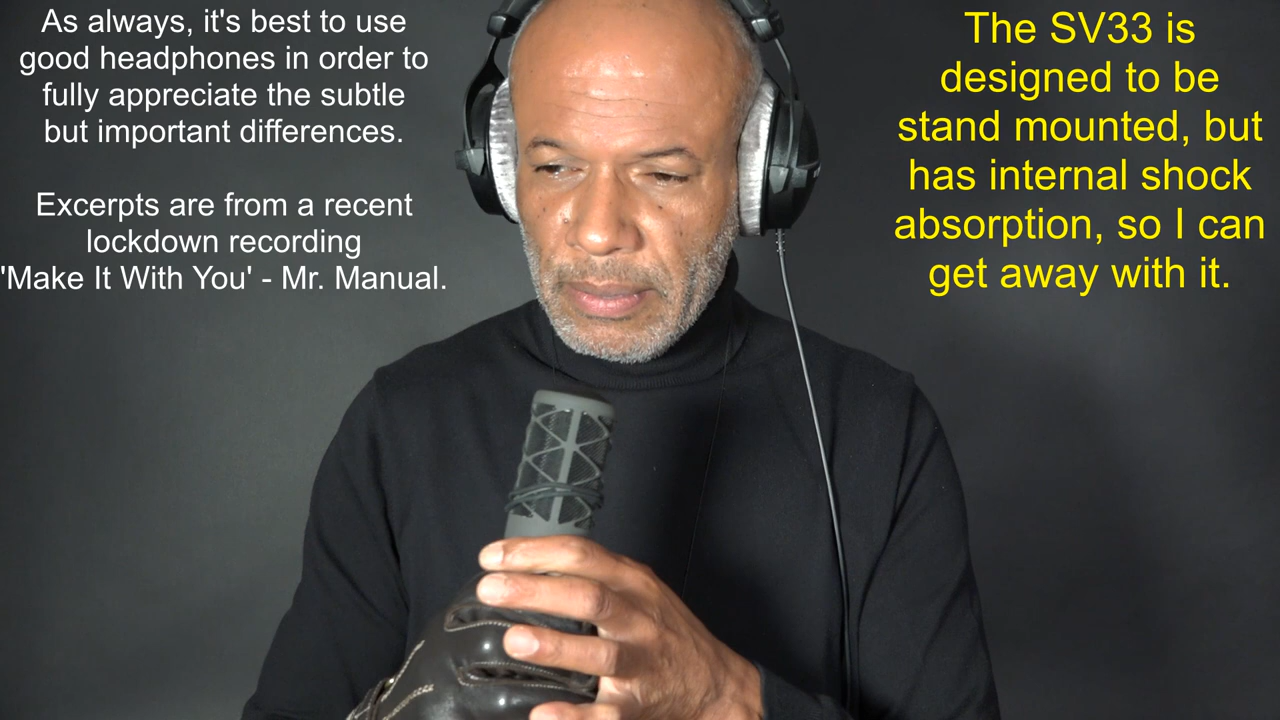 As always, it's best to use
good headphones in order to
fully appreciate the subtle
but important differences.
Excerpts are from a recent
lockdown recording
'Make It With You' - Mr. Manual.
The SV33 is
designed to be
stand mounted, but
has internal shock
absorption, so I can
get away with it.